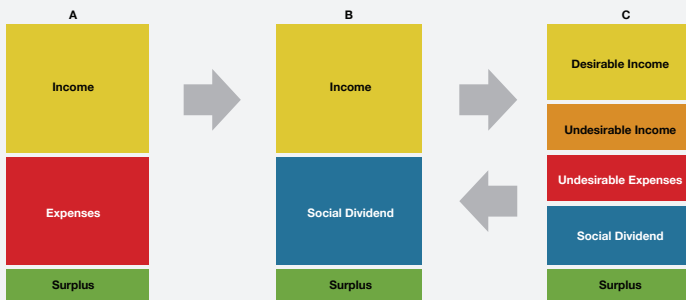 A
B
C
Income
Income
Desirable Income
Undesirable Income
Expenses
Social Dividend
Undesirable Expenses
Social Dividend
Surplus
Surplus
Surplus